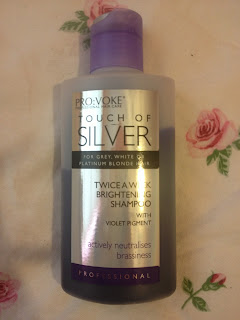 PRO:VOKE
TOUCH OF
SILVER
FOR GREY, WHITE OR
PLATINUM BLONDE HAIR
TWICE A WEEK
BRIGHTENING
SHAMPOO
WITH
VIOLET PIGMENT
actively neutralises
brassiness
PROFESSIONAL